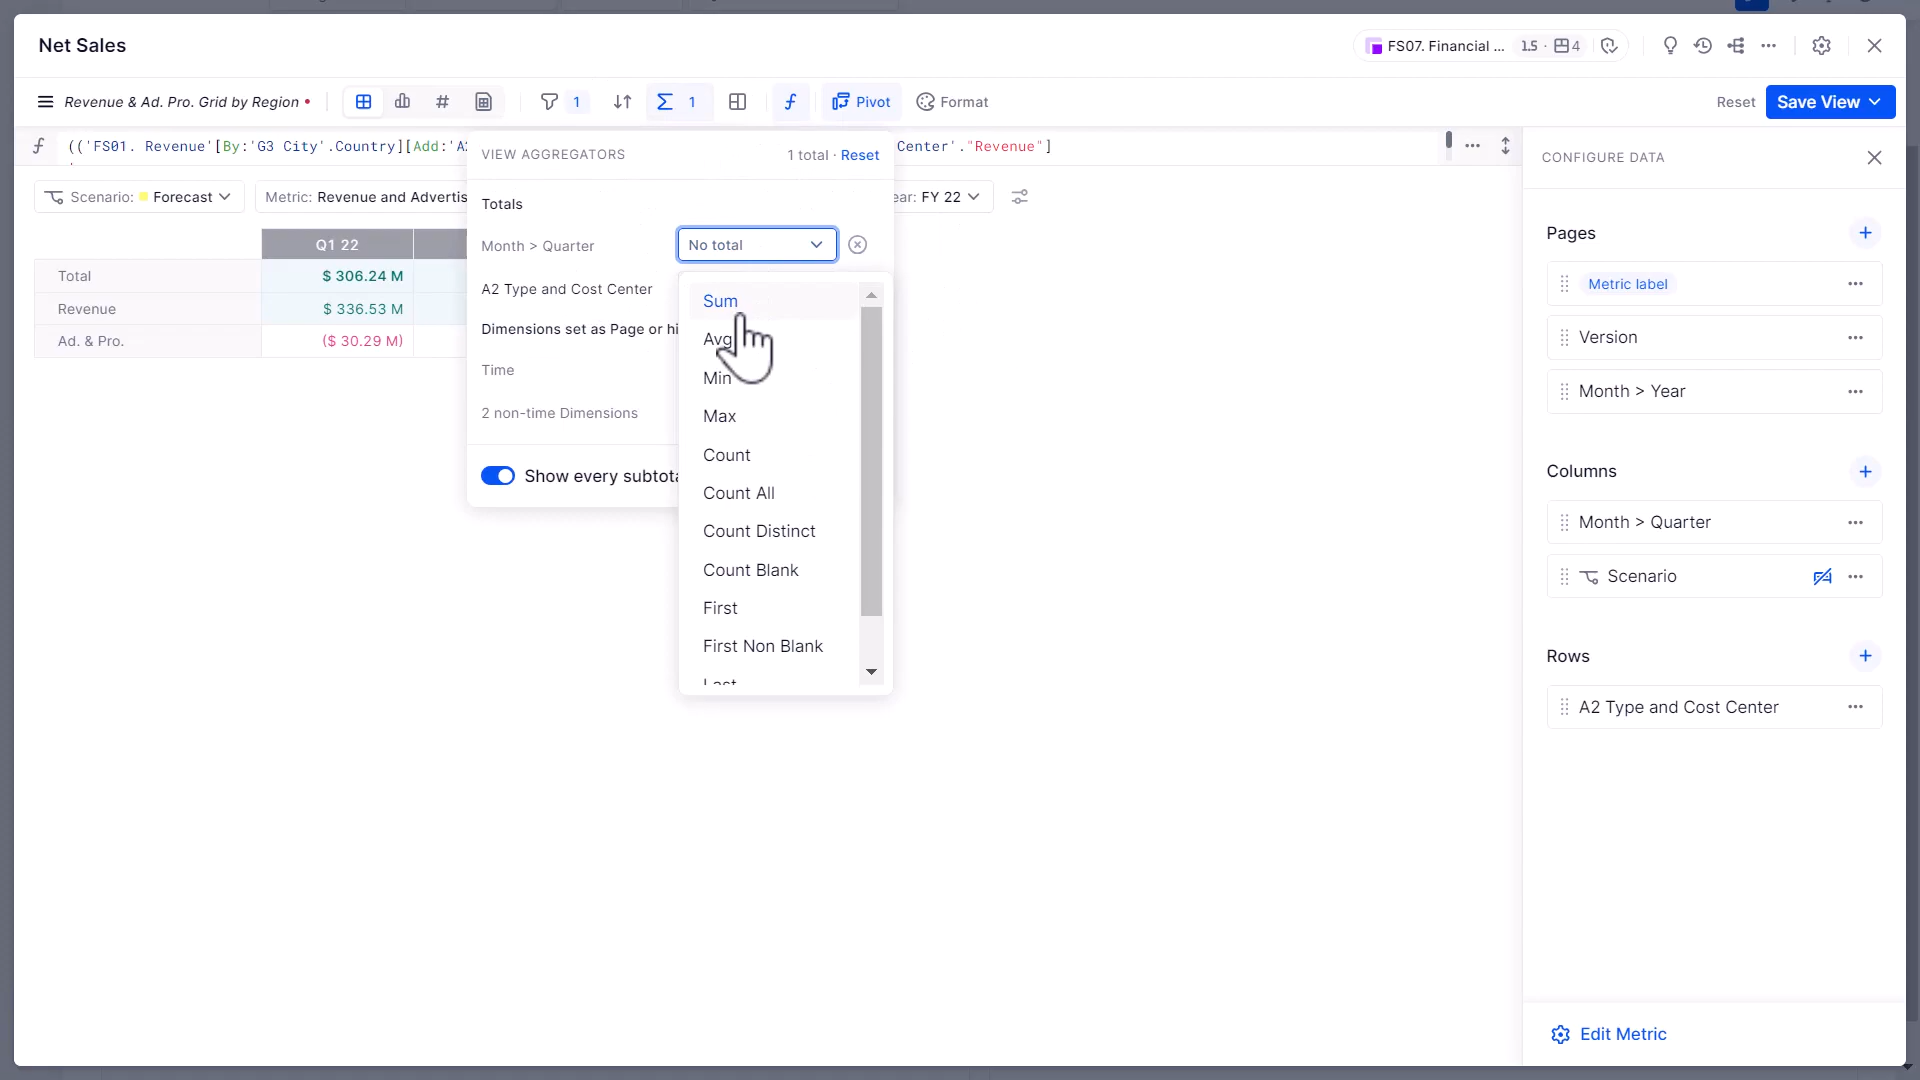 Net Sales
FS07. Financial ... 1.5 · 4
Revenue & Ad. Pro. Grid by Region •
1
1
Pivot
Format
Reset
Save View
(('FS01. Revenue'[By:'G3 City'.Country][Add:'A
Center'."Revenue"]
VIEW AGGREGATORS
1 total · Reset
CONFIGURE DATA
Scenario: Forecast
Metric: Revenue and Advertis
ear: FY 22
Totals
Month > Quarter
No total
A2 Type and Cost Center
Dimensions set as Page or hi
Time
2 non-time Dimensions
Show every subtota
Sum
Avg
Min
Max
Count
Count All
Count Distinct
Count Blank
First
First Non Blank
Last
Q1 22
Total $ 306.24 M
Revenue $ 336.53 M
Ad. & Pro. ($ 30.29 M)
Pages
Metric label
Version
Month > Year
Columns
Month > Quarter
Scenario
Rows
A2 Type and Cost Center
Edit Metric